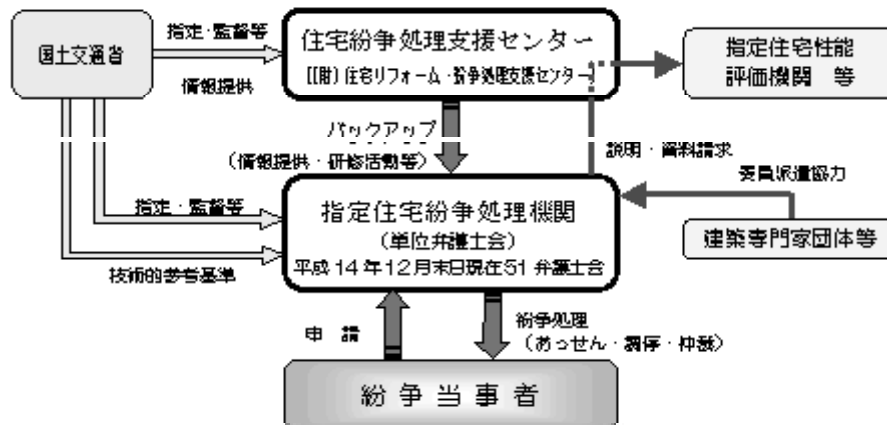 国土交通省
指定・監督等
情報提供
住宅紛争処理支援センター
[(財)住宅リフォーム・紛争処理支援センター]
指定住宅性能
評価機関 等
バックアップ
(情報提供・研修活動等)
説明・資料請求
委員派遣協力
指定・監督等
技術的参考基準
指定住宅紛争処理機関
(単位弁護士会)
平成14年12月末日現在51弁護士会
建築専門家団体等
申 請
紛争処理
(あっせん・調停・仲裁)
紛 争 当 事 者